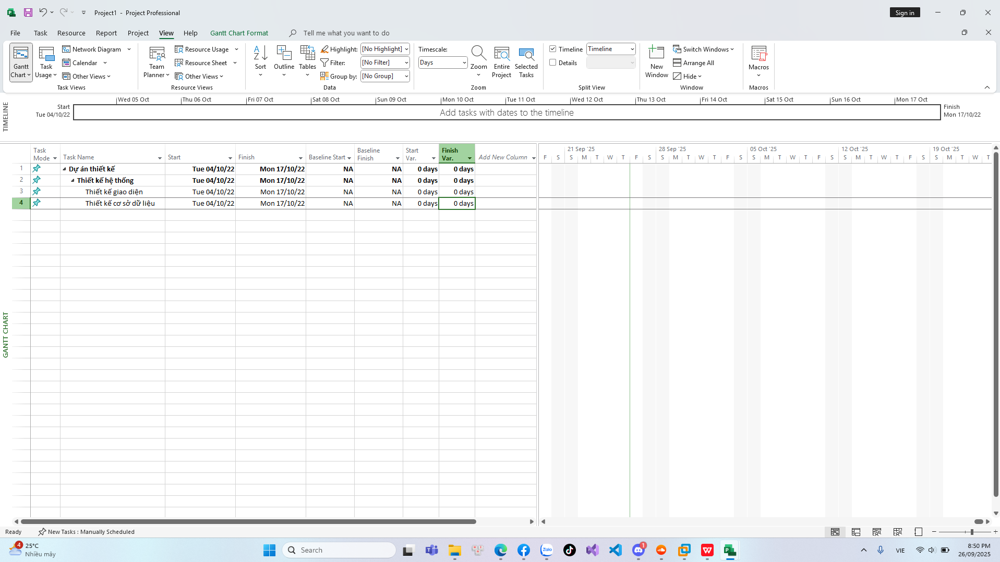 Project1 - Project Professional
Sign in
File Task Resource Report Project View Help Gantt Chart Format Tell me what you want to do
Gantt Chart
Task Usage
Network Diagram
Calendar
Other Views
Task Views
Team Planner
Resource Usage
Resource Sheet
Other Views
Resource Views
Sort
Outline
Tables
Highlight: [No Highlight]
Filter: [No Filter]
Group by: [No Group]
Data
Timescale:
Days
Zoom
Entire Project
Selected Tasks
Zoom
Timeline Timeline
Details
Split View
New Window
Switch Windows
Arrange All
Hide
Window
Macros
Macros
TIMELINE
Wed 05 Oct Thu 06 Oct Fri 07 Oct Sat 08 Oct Sun 09 Oct Mon 10 Oct Tue 11 Oct Wed 12 Oct Thu 13 Oct Fri 14 Oct Sat 15 Oct Sun 16 Oct Mon 17 Oct
Start
Tue 04/10/22
Add tasks with dates to the timeline
Finish
Mon 17/10/22
Task Mode Task Name Start Finish Baseline Start Baseline Finish Start Var. Finish Var. Add New Column
1 Dự án thiết kế Tue 04/10/22 Mon 17/10/22 NA NA 0 days 0 days
2 Thiết kế hệ thống Tue 04/10/22 Mon 17/10/22 NA NA 0 days 0 days
3 Thiết kế giao diện Tue 04/10/22 Mon 17/10/22 NA NA 0 days 0 days
4 Thiết kế cơ sở dữ liệu Tue 04/10/22 Mon 17/10/22 NA NA 0 days 0 days
21 Sep '25 28 Sep '25 05 Oct '25 12 Oct '25 19 Oct '25
F S S M T W T F S S M T W T F S S M T W T F S S M T W T F S S M T W T
GANTT CHART
Ready New Tasks : Manually Scheduled
4
25°C
Nhiều mây
Search
Zalo
1
VIE
8:50 PM
26/09/2025